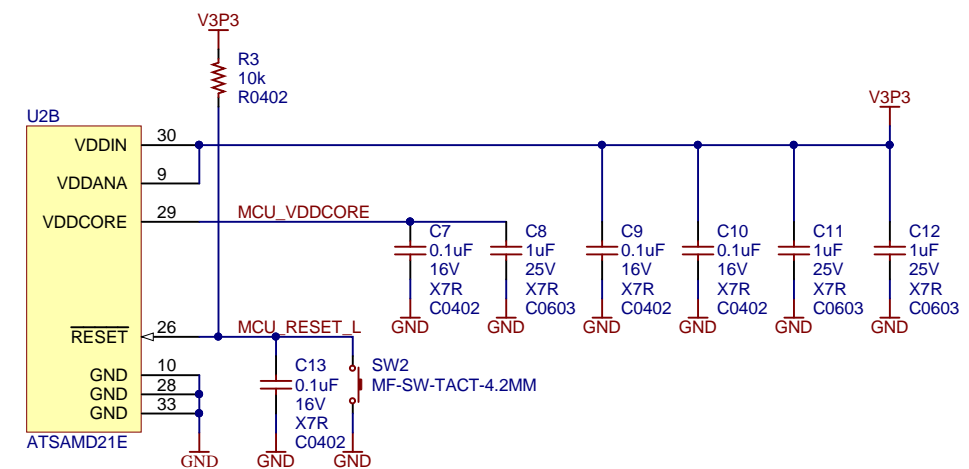 V3P3
R3
10k
R0402
U2B
V3P3
VDDIN
30
VDDANA
9
VDDCORE
29
MCU_VDDCORE
C7
0.1uF
16V
X7R
C0402
GND
C8
1uF
25V
X7R
C0603
GND
C9
0.1uF
16V
X7R
C0402
GND
C10
0.1uF
16V
X7R
C0402
GND
C11
1uF
25V
X7R
C0603
GND
C12
1uF
25V
X7R
C0603
GND
RESET
26
MCU_RESET_L
GND
10
GND
28
GND
33
ATSAMD21E
GND
C13
0.1uF
16V
X7R
C0402
GND
SW2
MF-SW-TACT-4.2MM
GND